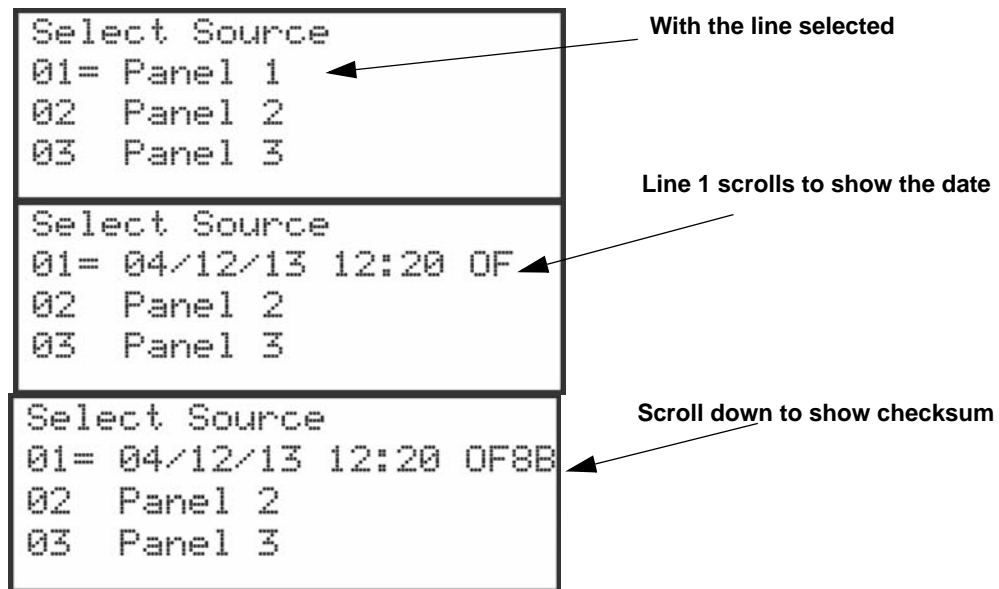 Select Source
With the line selected
01= Panel 1
02 Panel 2
03 Panel 3
Line 1 scrolls to show the date
Select Source
01= 04/12/13 12:20 OF
02 Panel 2
03 Panel 3
Scroll down to show checksum
Select Source
01= 04/12/13 12:20 OF8B
02 Panel 2
03 Panel 3